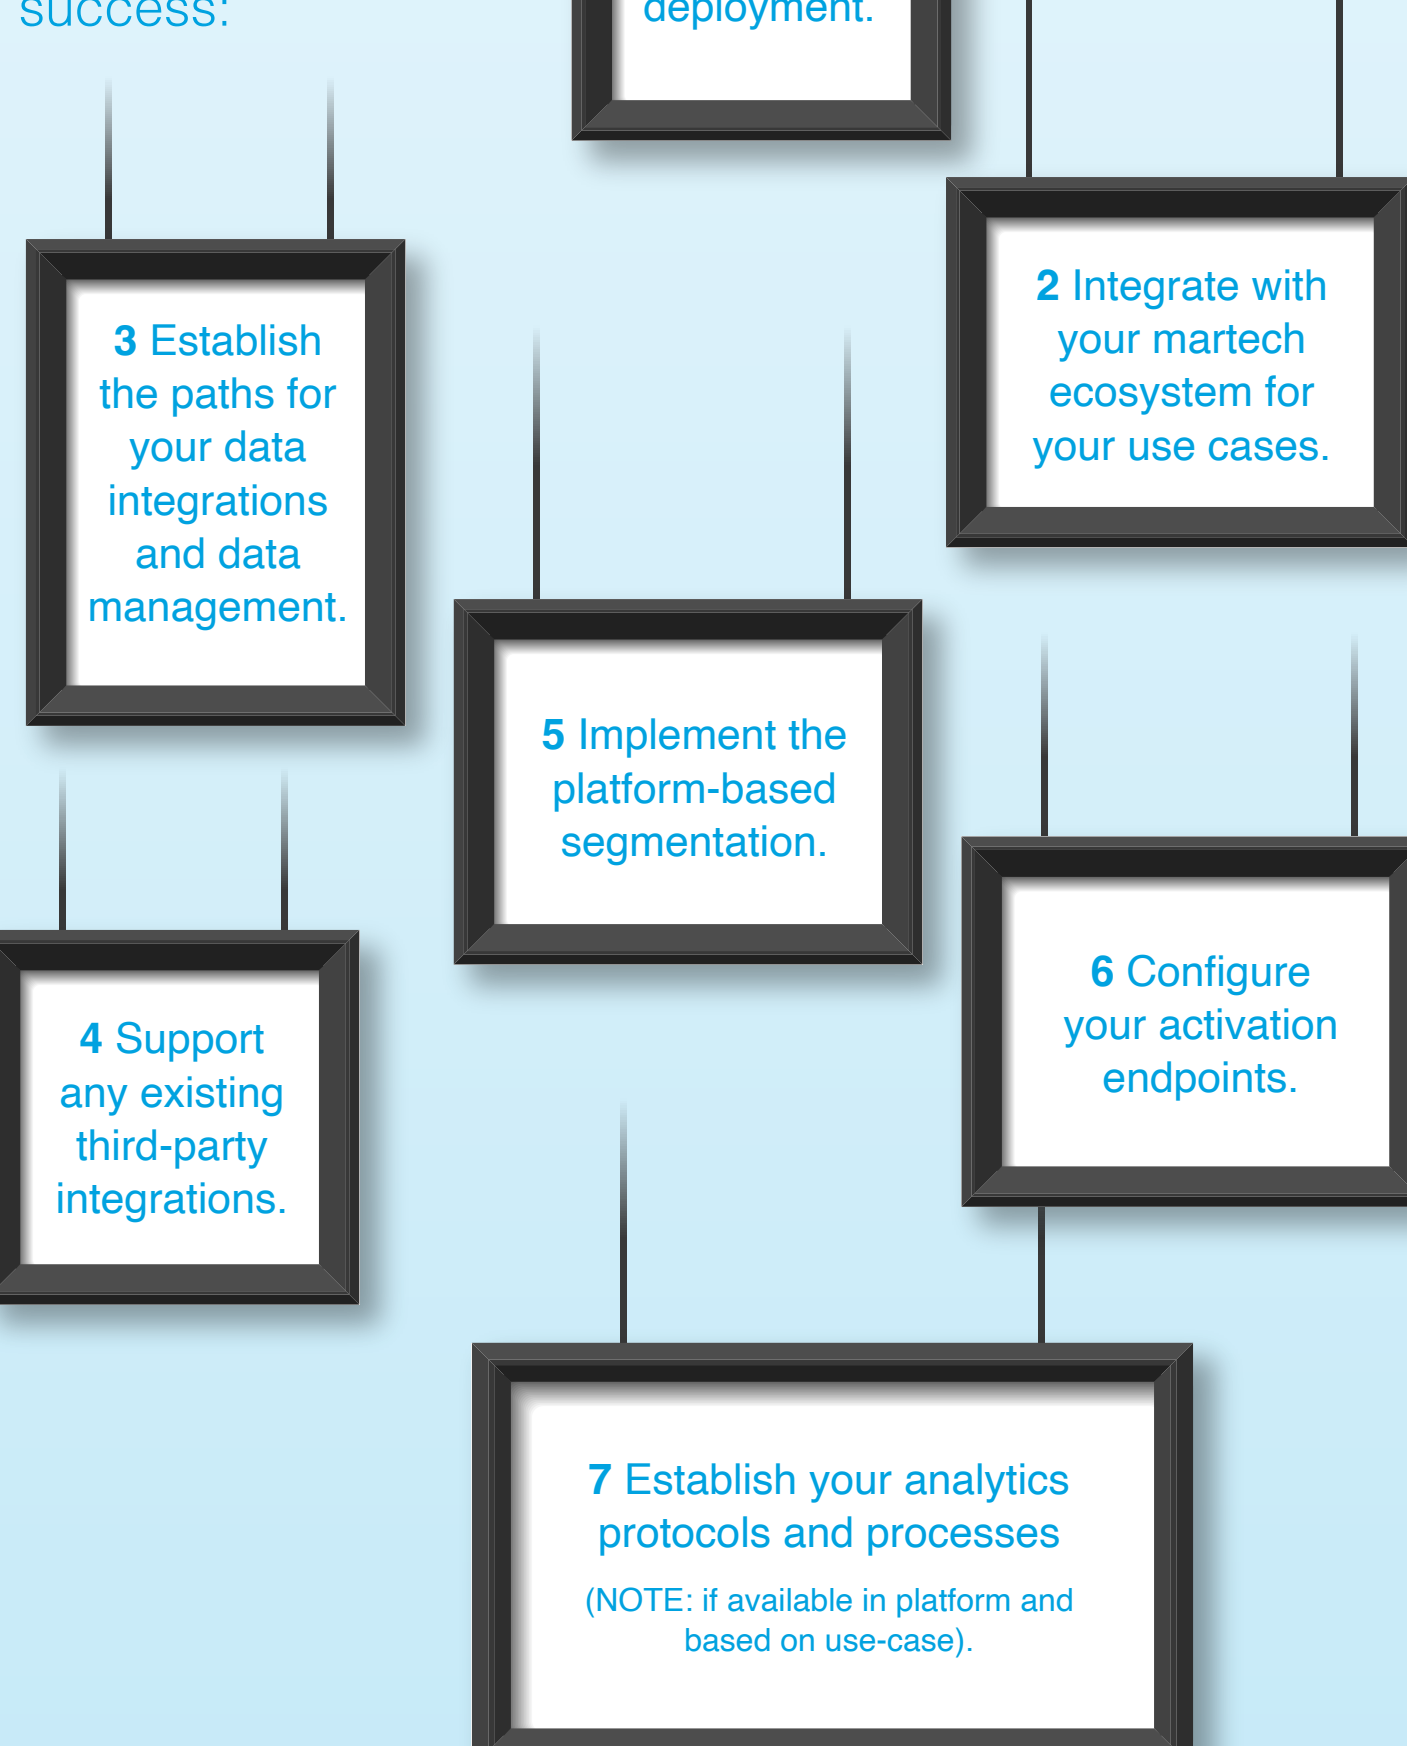 success:
deployment.
2 Integrate with
your martech
ecosystem for
your use cases.
3 Establish
the paths for
your data
integrations
and data
management.
4 Support
any existing
third-party
integrations.
5 Implement the
platform-based
segmentation.
6 Configure
your activation
endpoints.
7 Establish your analytics
protocols and processes
(NOTE: if available in platform and
based on use-case).